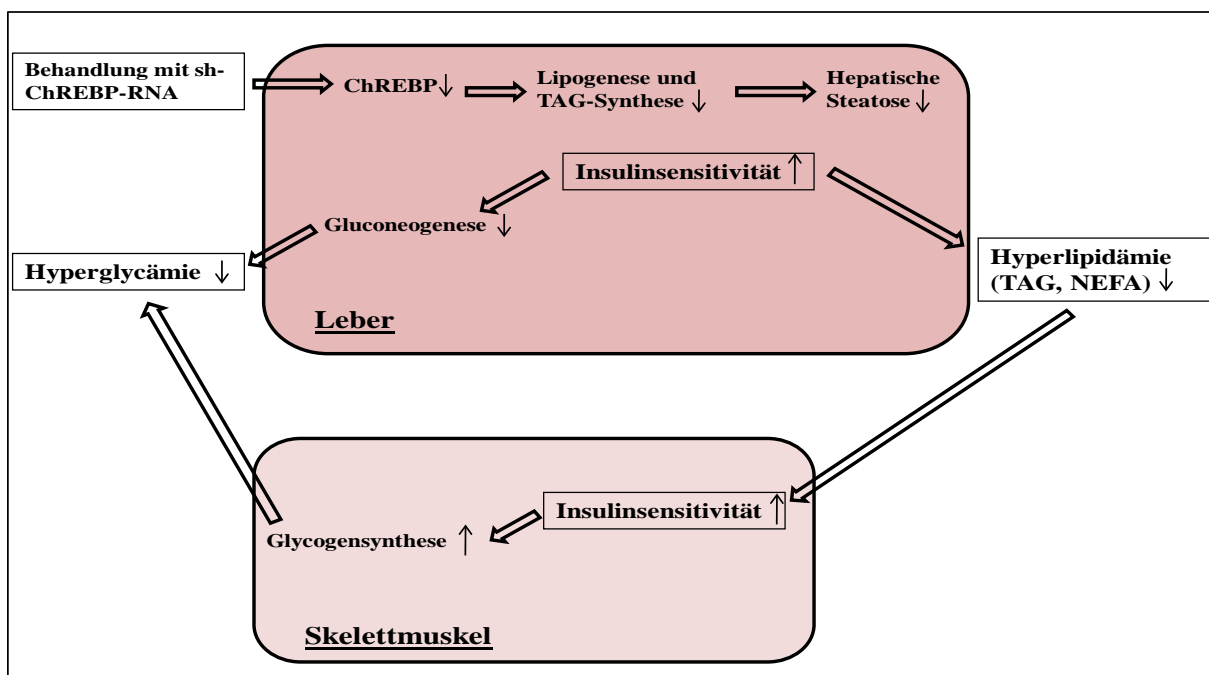 Behandlung mit sh-
ChREBP-RNA
ChREBP ↓
Lipogenese und
TAG-Synthese ↓
Hepatische
Steatose ↓
Insulinsensitivität ↑
Gluconeogenese ↓
Hyperglycämie ↓
Hyperlipidämie
(TAG, NEFA) ↓
Leber
Insulinsensitivität ↑
Glycogensynthese ↑
Skelettmuskel